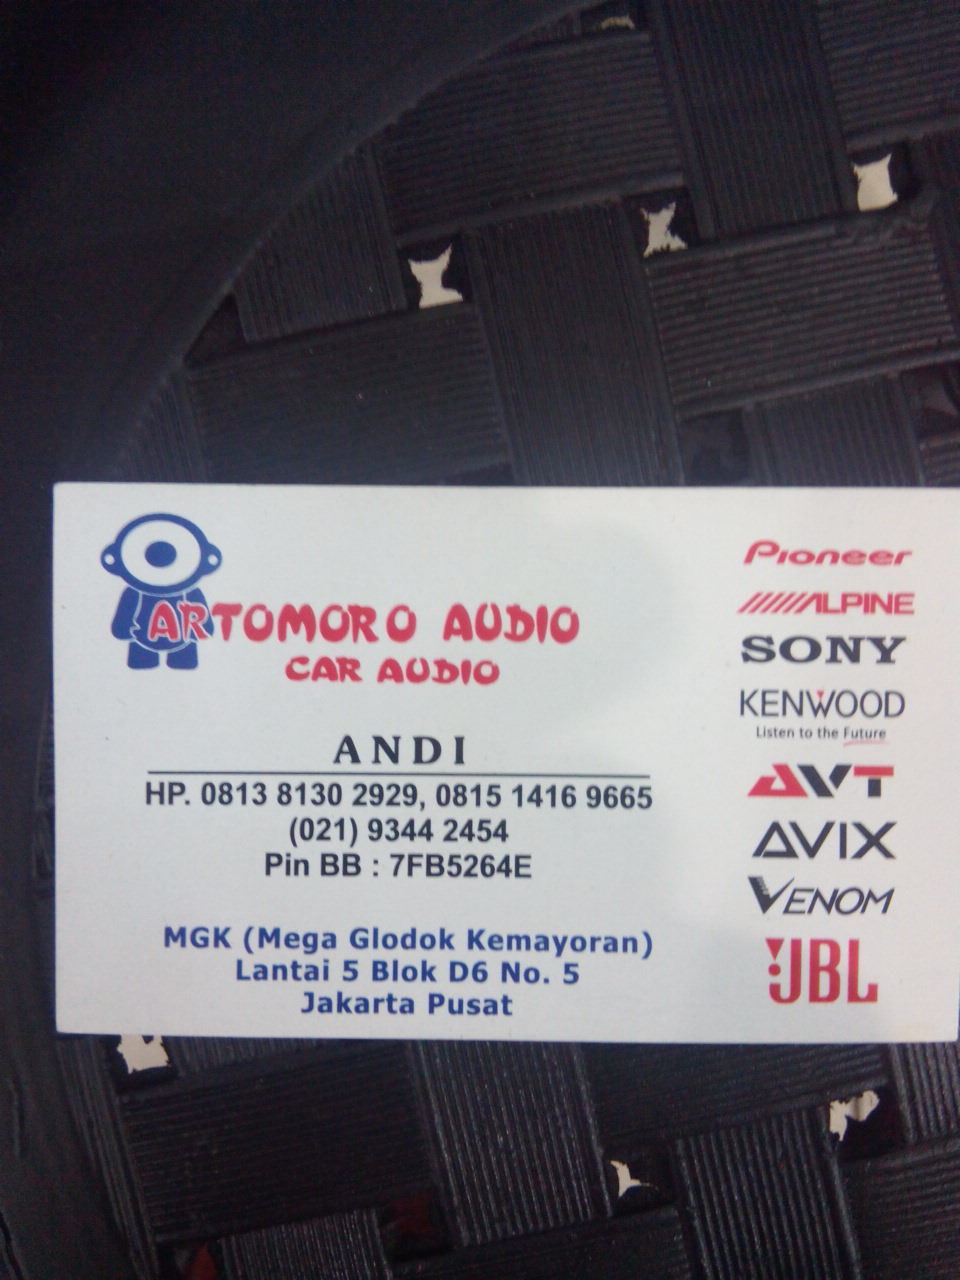 ARTOMORO AUDIO
CAR AUDIO
ANDI
HP. 0813 8130 2929, 0815 1416 9665
(021) 9344 2454
Pin BB : 7FB5264E
MGK (Mega Glodok Kemayoran)
Lantai 5 Blok D6 No. 5
Jakarta Pusat
Pioneer
ALPINE
SONY
KENWOOD
Listen to the Future
AVT
AVIX
VENOM
JBL